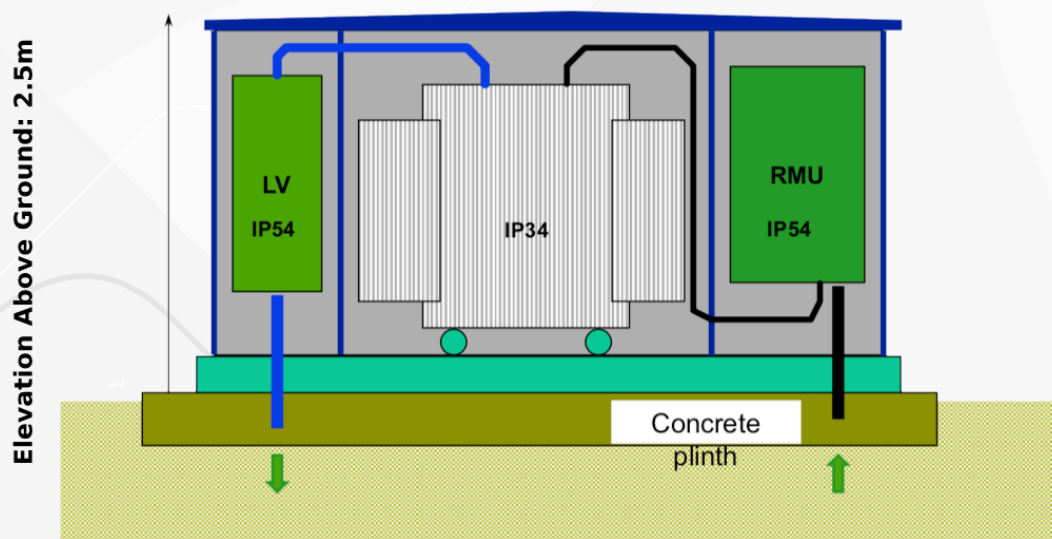 Elevation Above Ground: 2.5m
LV
IP54
IP34
RMU
IP54
Concrete
plinth